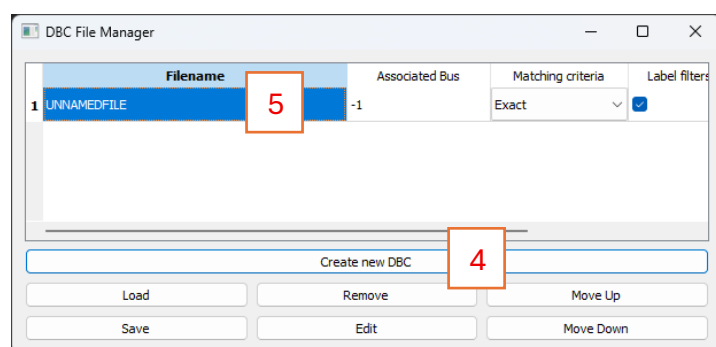 DBC File Manager
Filename Associated Bus Matching criteria Label filters
1 UNNAMEDFILE 5 -1 Exact
Create new DBC 4
Load Remove Move Up
Save Edit Move Down